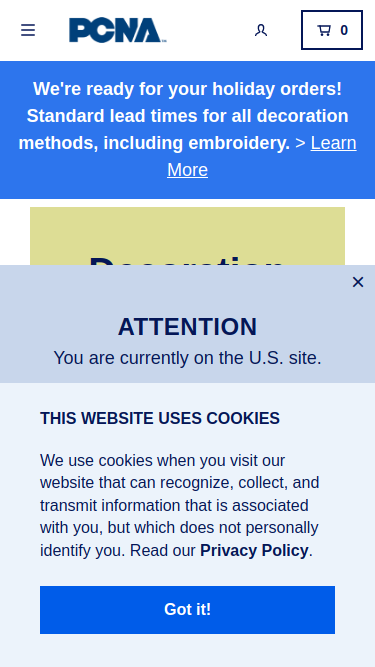 PCNA
0
We're ready for your holiday orders!
Standard lead times for all decoration
methods, including embroidery. > Learn
More
Decoration
ATTENTION
You are currently on the U.S. site.
THIS WEBSITE USES COOKIES
We use cookies when you visit our
website that can recognize, collect, and
transmit information that is associated
with you, but which does not personally
identify you. Read our Privacy Policy.
Got it!